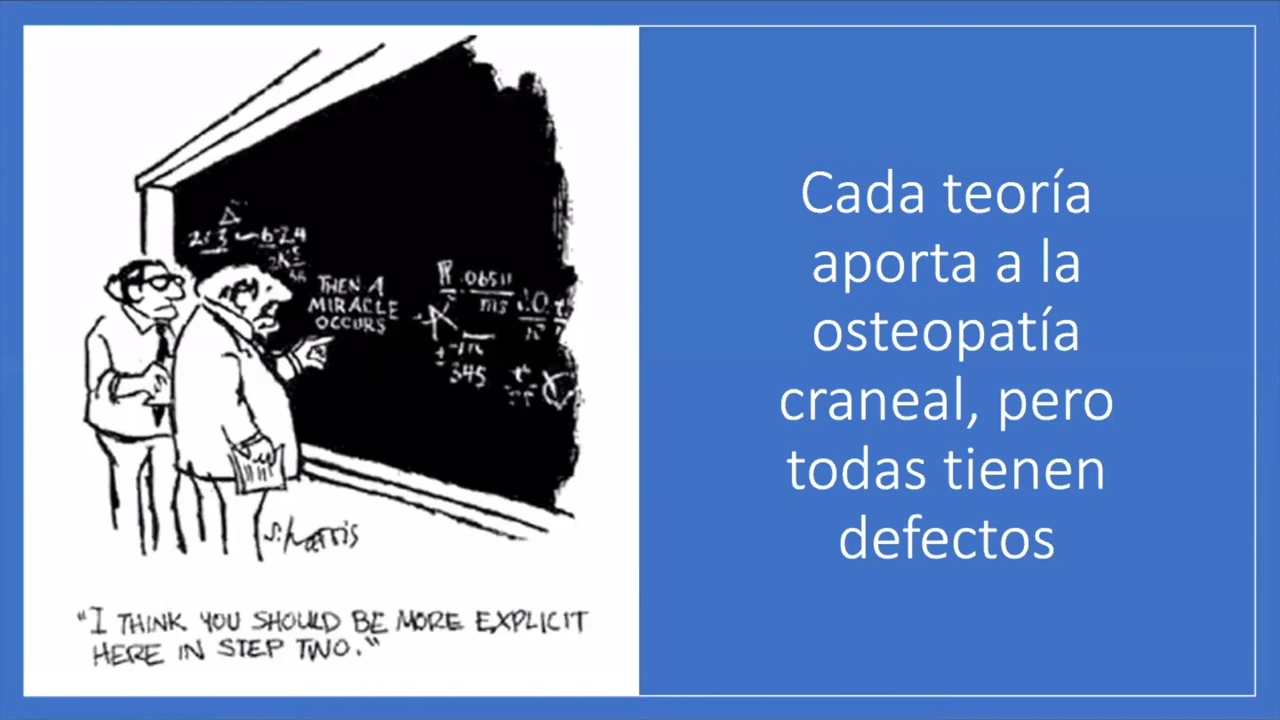 THEN A
MIRACLE
OCCURS
"I THINK YOU SHOULD BE MORE EXPLICIT
HERE IN STEP TWO."
S. Harris
Cada teoría
aporta a la
osteopatía
craneal, pero
todas tienen
defectos